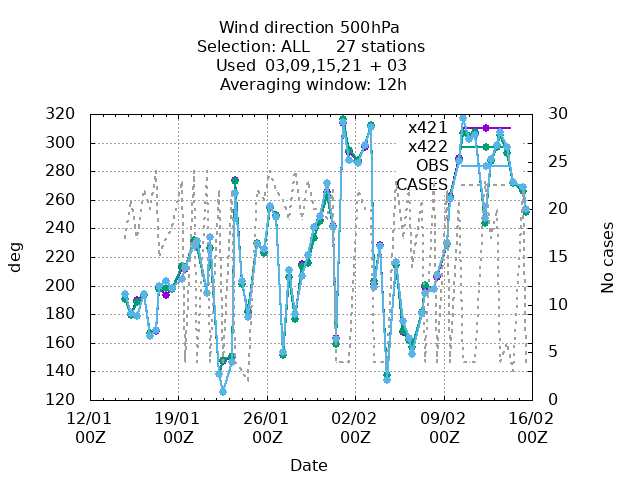 Wind direction 500hPa
Selection: ALL     27 stations
Used  03,09,15,21 + 03
Averaging window: 12h
320
300
280
260
240
220
200
180
160
140
120
deg
30
25
20
15
10
5
0
No cases
x421
x422
OBS
CASES
12/01 19/01 26/01 02/02 09/02 16/02
00Z 00Z 00Z 00Z 00Z 00Z
Date